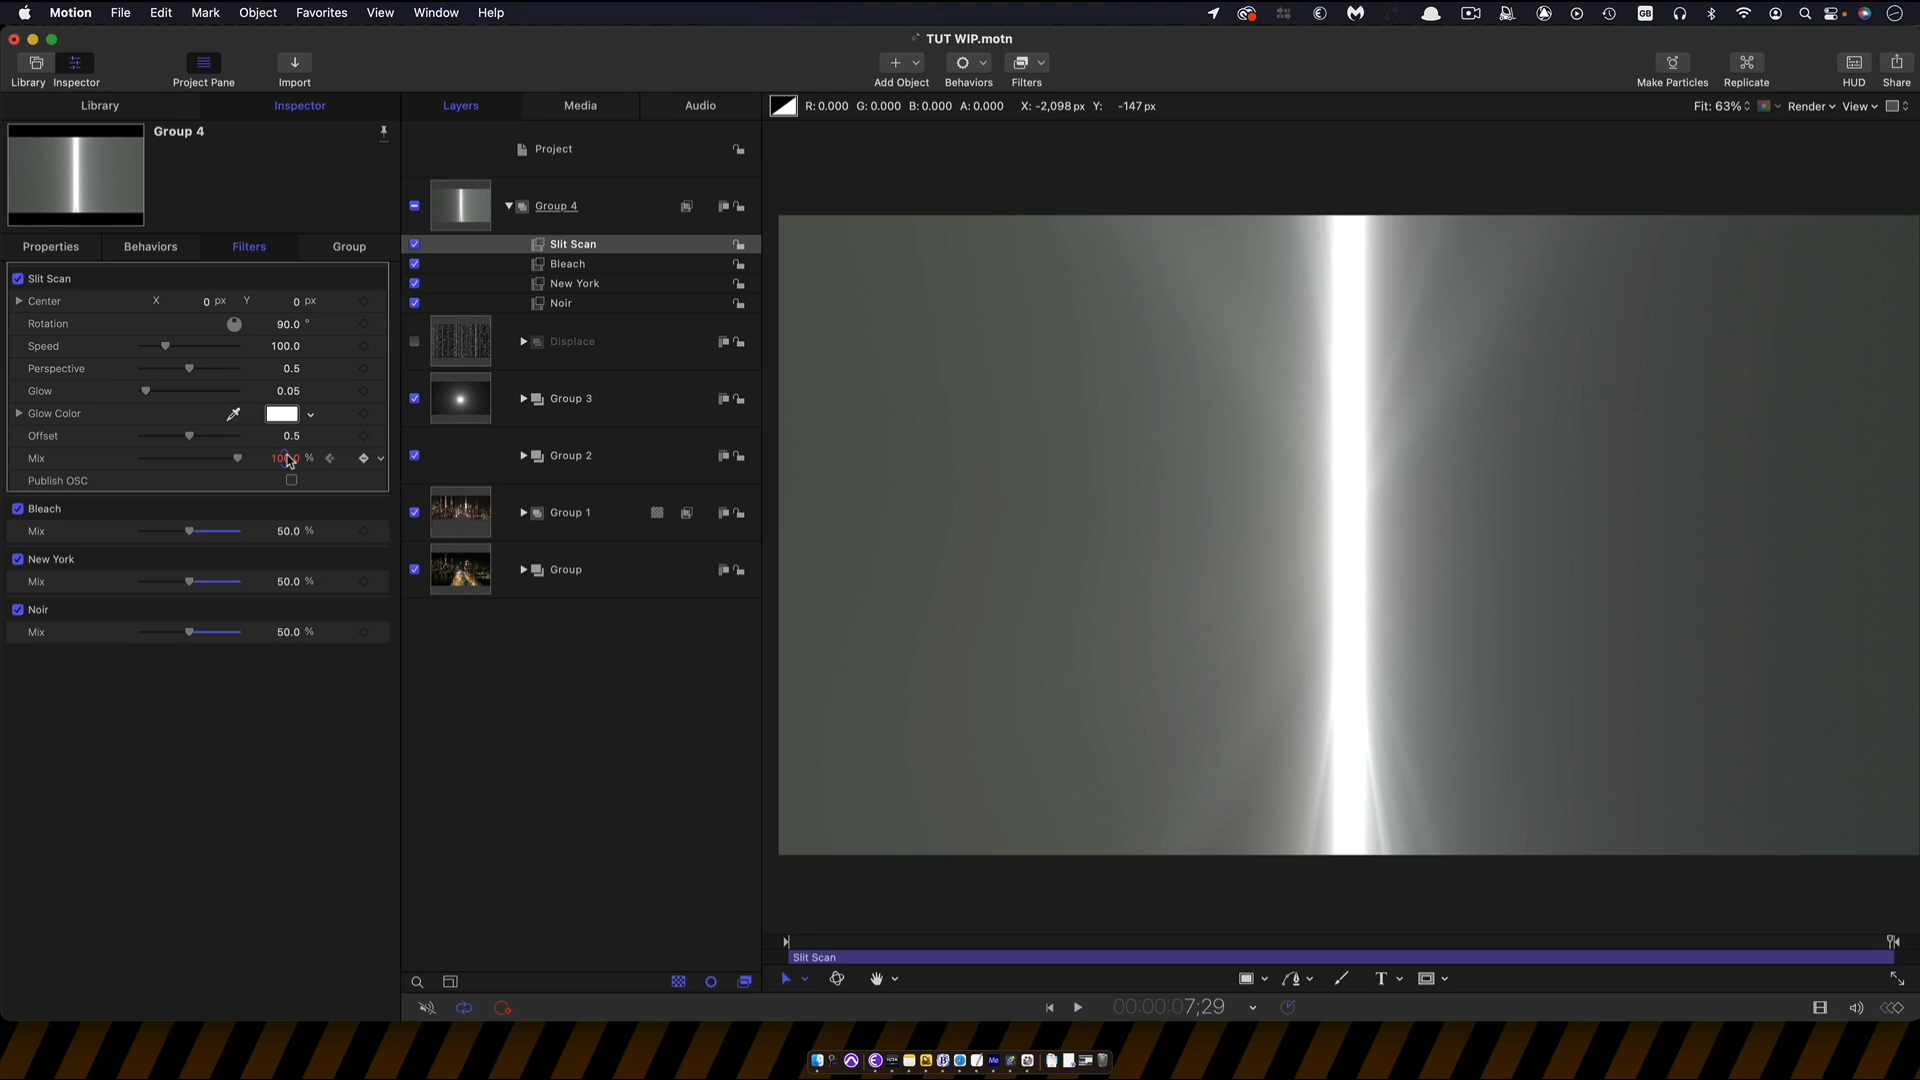 Motion File Edit Mark Object Favorites View Window Help
GB
TUT WIP.motn
Library Inspector Project Pane Import Add Object Behaviors Filters Make Particles Replicate HUD Share
Library Inspector Layers Media Audio
R: 0.000 G: 0.000 B: 0.000 A: 0.000 X: -2,098 px Y: -147 px
Fit: 63% Render View
Group 4
Properties Behaviors Filters Group
Slit Scan
Center X 0 px Y 0 px
Rotation 90.0 °
Speed 100.0
Perspective 0.5
Glow 0.05
Glow Color
Offset 0.5
Mix %
Publish OSC
Bleach
Mix 50.0 %
New York
Mix 50.0 %
Noir
Mix 50.0 %
Project
Group 4
Slit Scan
Bleach
New York
Noir
Displace
Group 3
Group 2
Group 1
Group
Slit Scan
T
00:00:07;29
Me